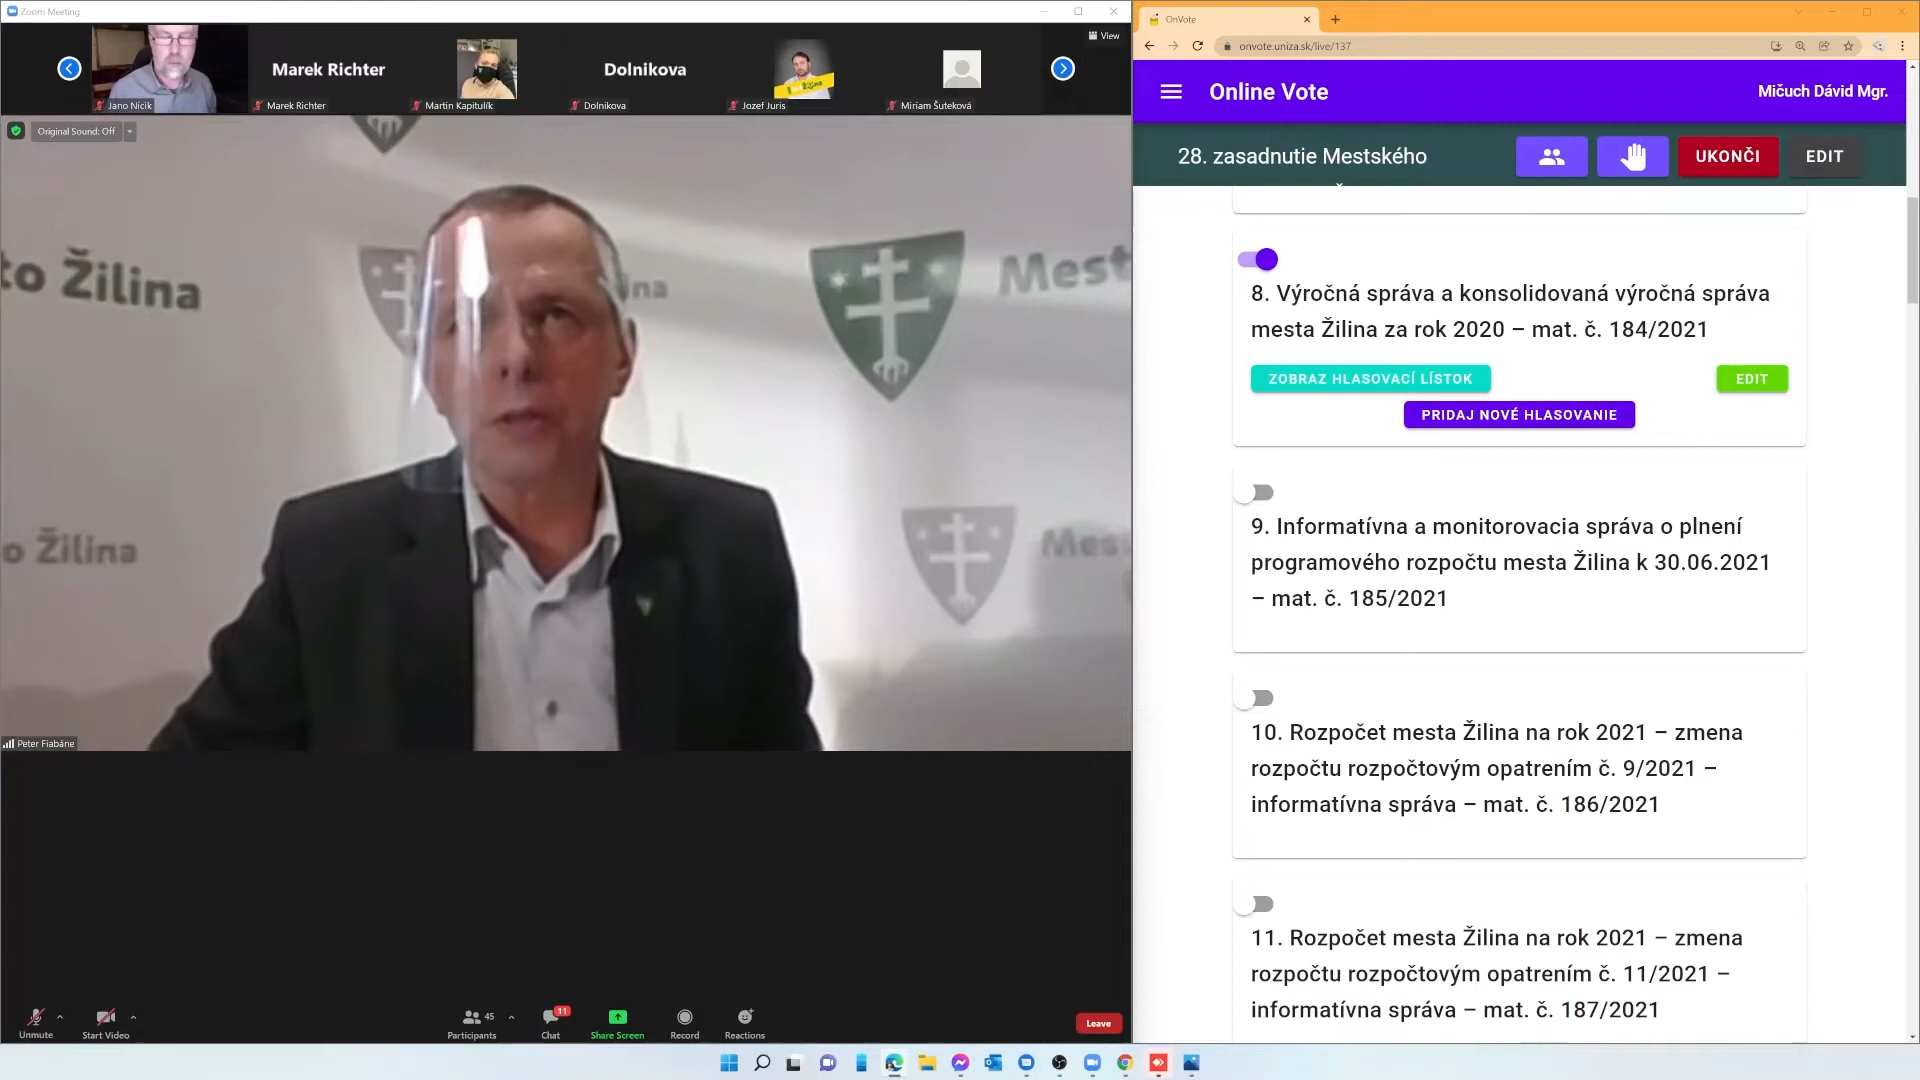 Zoom Meeting
View
Marek Richter
Dolnikova
Jano Nicik
Marek Richter
Martin Kapitulík
Dolnikova
Jozef Juris
Miriam Šuteková
Original Sound: Off
to Žilina
Mest
ina
o Žilina
Mes
Peter Fiabáne
Unmute
Start Video
45
Participants
11
Chat
Share Screen
Record
Reactions
Leave
OnVote
onvote.uniza.sk/live/137
Online Vote
Mičuch Dávid Mgr.
28. zasadnutie Mestského
UKONČI
EDIT
8. Výročná správa a konsolidovaná výročná správa
mesta Žilina za rok 2020 – mat. č. 184/2021
ZOBRAZ HLASOVACÍ LÍSTOK
EDIT
PRIDAJ NOVÉ HLASOVANIE
9. Informatívna a monitorovacia správa o plnení
programového rozpočtu mesta Žilina k 30.06.2021
– mat. č. 185/2021
10. Rozpočet mesta Žilina na rok 2021 – zmena
rozpočtu rozpočtovým opatrením č. 9/2021 –
informatívna správa – mat. č. 186/2021
11. Rozpočet mesta Žilina na rok 2021 – zmena
rozpočtu rozpočtovým opatrením č. 11/2021 –
informatívna správa – mat. č. 187/2021